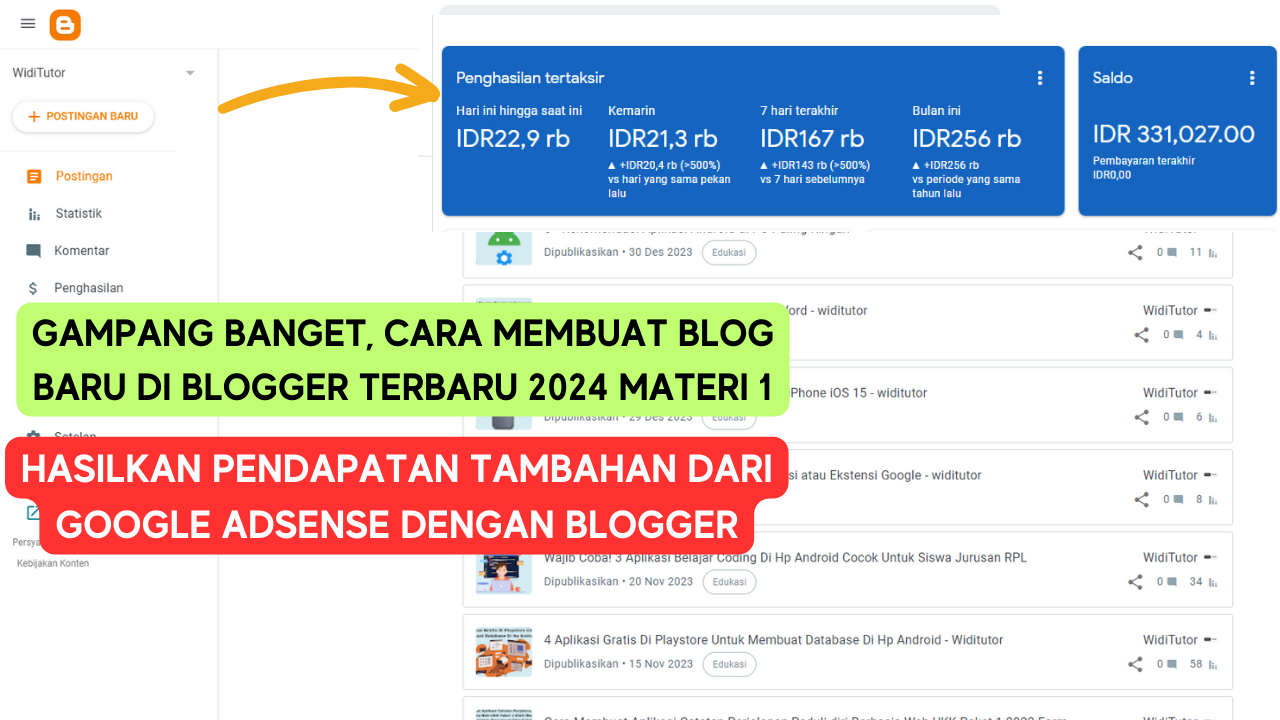 WidiTutor
+ POSTINGAN BARU
Postingan
Statistik
Komentar
$ Penghasilan
Setelan
Kebijakan Konten
Penghasilan tertaksir
Hari ini hingga saat ini
IDR22,9 rb
Kemarin
IDR21,3 rb
▲ +IDR20,4 rb (>500%)
vs hari yang sama pekan
lalu
7 hari terakhir
IDR167 rb
▲ +IDR143 rb (>500%)
vs 7 hari sebelumnya
Bulan ini
IDR256 rb
▲ +IDR256 rb
vs periode yang sama
tahun lalu
Saldo
IDR 331,027.00
Pembayaran terakhir
IDR0,00
GAMPANG BANGET, CARA MEMBUAT BLOG
BARU DI BLOGGER TERBARU 2024 MATERI 1
HASILKAN PENDAPATAN TAMBAHAN DARI
GOOGLE ADSENSE DENGAN BLOGGER
Dipublikasikan • 30 Des 2023 Edukasi
0 11
- widitutor WidiTutor
0 4
iOS 15 - widitutor WidiTutor
Dipublikasikan • 29 Des 2023 Edukasi
0 6
atau Ekstensi Google - widitutor WidiTutor
0 8
Wajib Coba! 3 Aplikasi Belajar Coding Di Hp Android Cocok Untuk Siswa Jurusan RPL WidiTutor
Dipublikasikan • 20 Nov 2023 Edukasi
0 34
4 Aplikasi Gratis Di Playstore Untuk Membuat Database Di Hp Android - Widitutor WidiTutor
Dipublikasikan • 15 Nov 2023 Edukasi
0 58